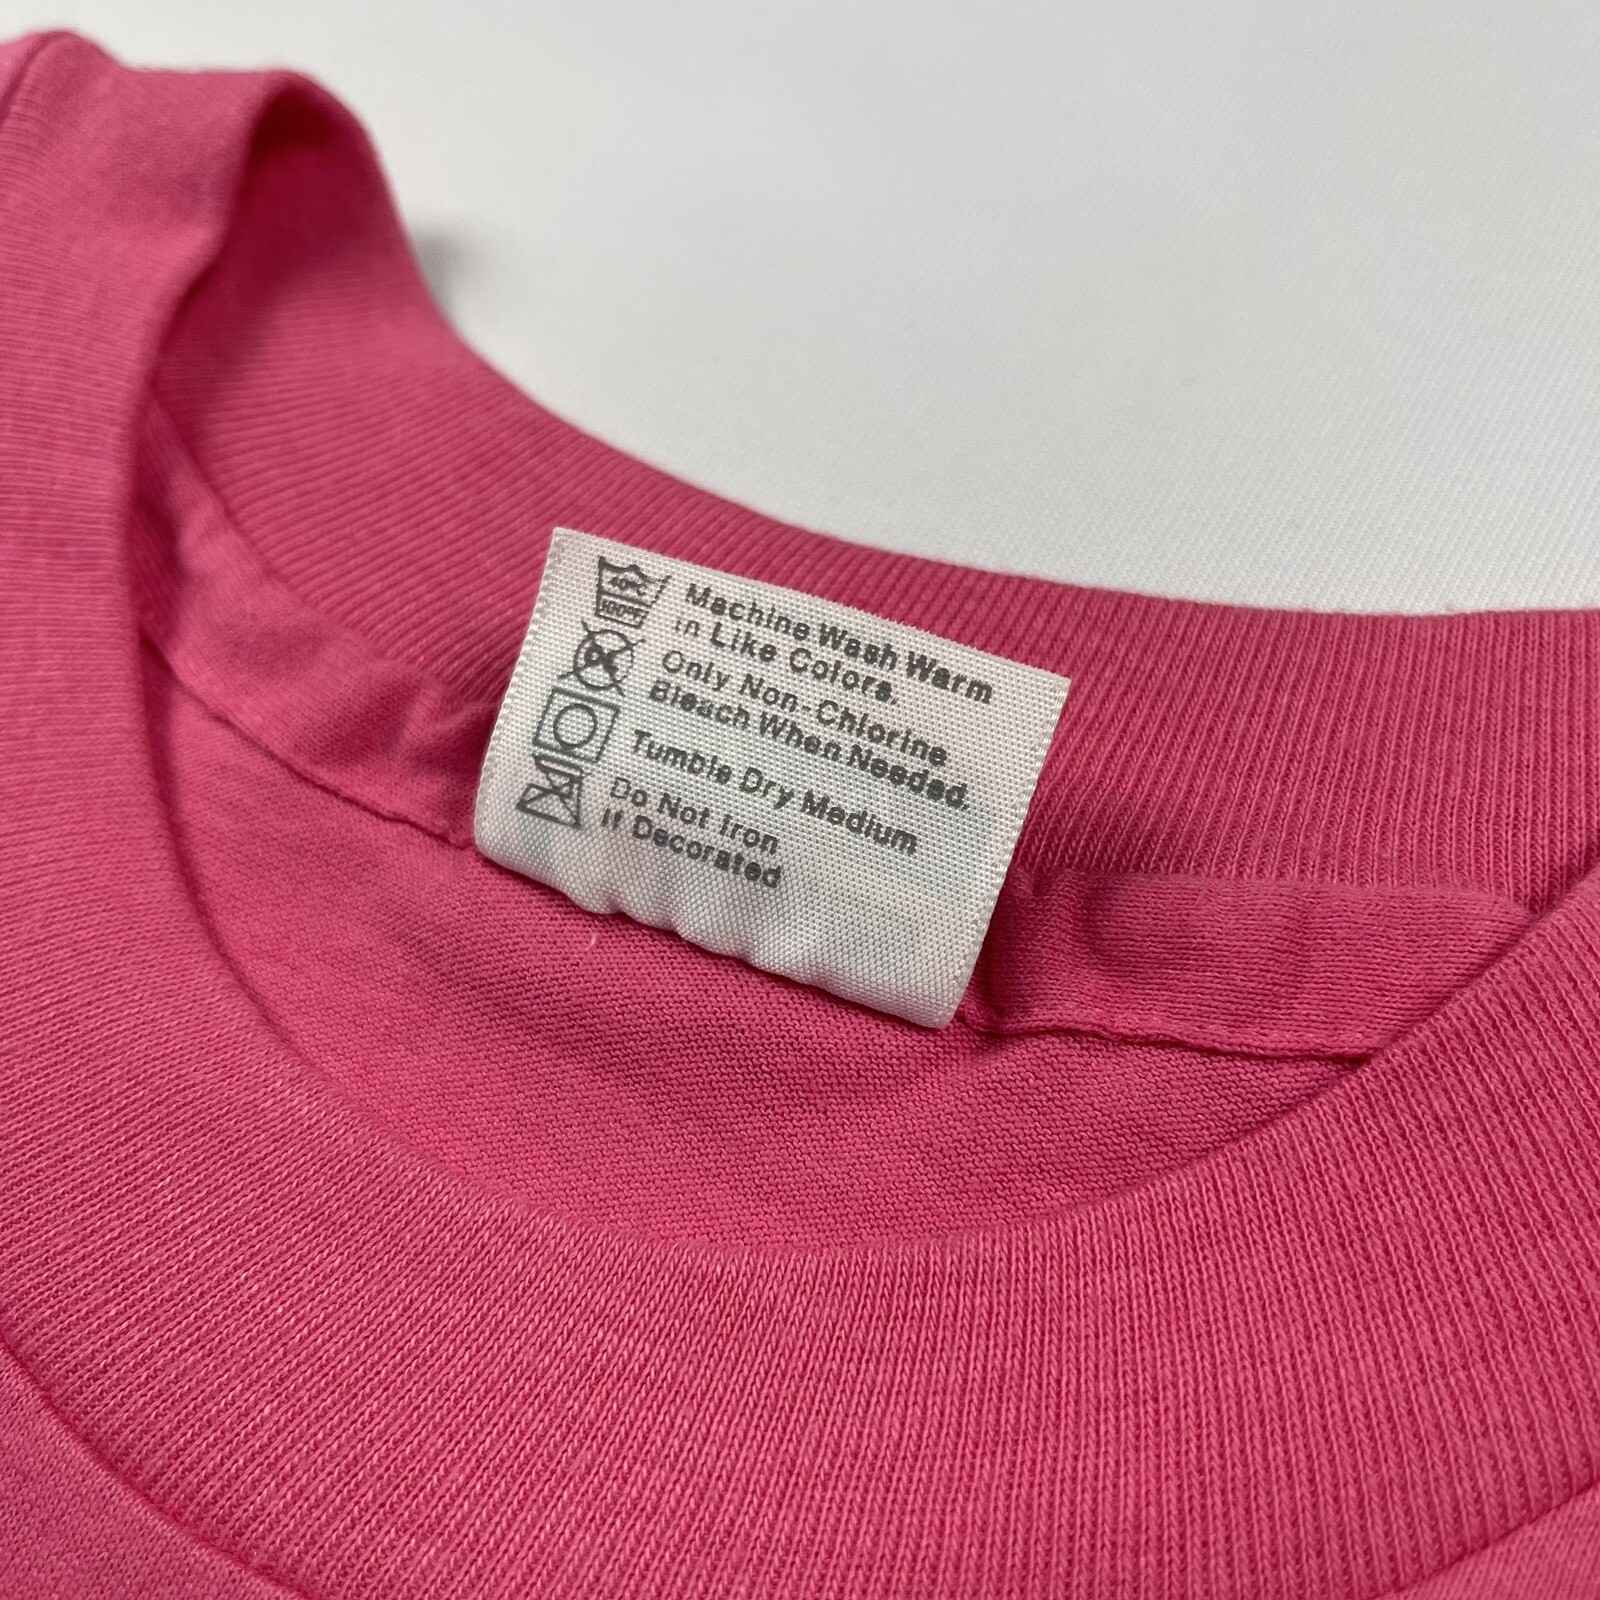 Machine Wash Warm
in Like Colors.
Only Non-Chlorine
Bleach When Needed.
Tumble Dry Medium
Do Not Iron
If Decorated